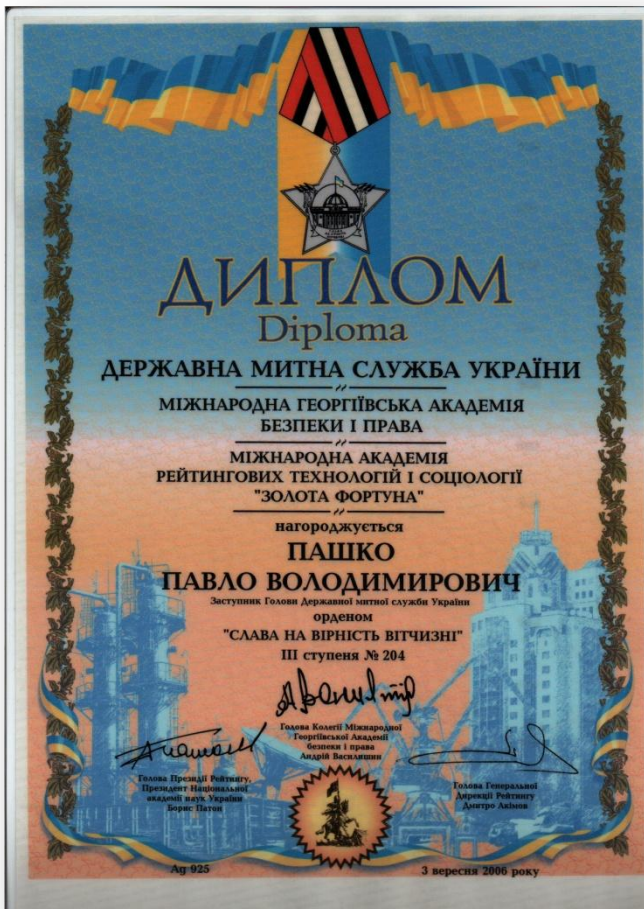 ДИПЛОМ
Diploma
ДЕРЖАВНА МИТНА СЛУЖБА УКРАЇНИ
МІЖНАРОДНА ГЕОРГІЇВСЬКА АКАДЕМІЯ
БЕЗПЕКИ І ПРАВА
МІЖНАРОДНА АКАДЕМІЯ
РЕЙТИНГОВИХ ТЕХНОЛОГІЙ І СОЦІОЛОГІЇ
"ЗОЛОТА ФОРТУНА"
нагороджується
ПАШКО
ПАВЛО ВОЛОДИМИРОВИЧ
Заступник Голови Державної митної служби України
орденом
"СЛАВА НА ВІРНІСТЬ ВІТЧИЗНІ"
III ступеня № 204
Голова Колегії Міжнародної
Георгіївської Академії
безпеки і права
Андрій Василишин
Голова Президії Рейтингу,
Президент Національної
академії наук України
Борис Патон
Голова Генеральної
Дирекції Рейтингу
Дмитро Акімов
Ag 925
3 вересня 2006 року